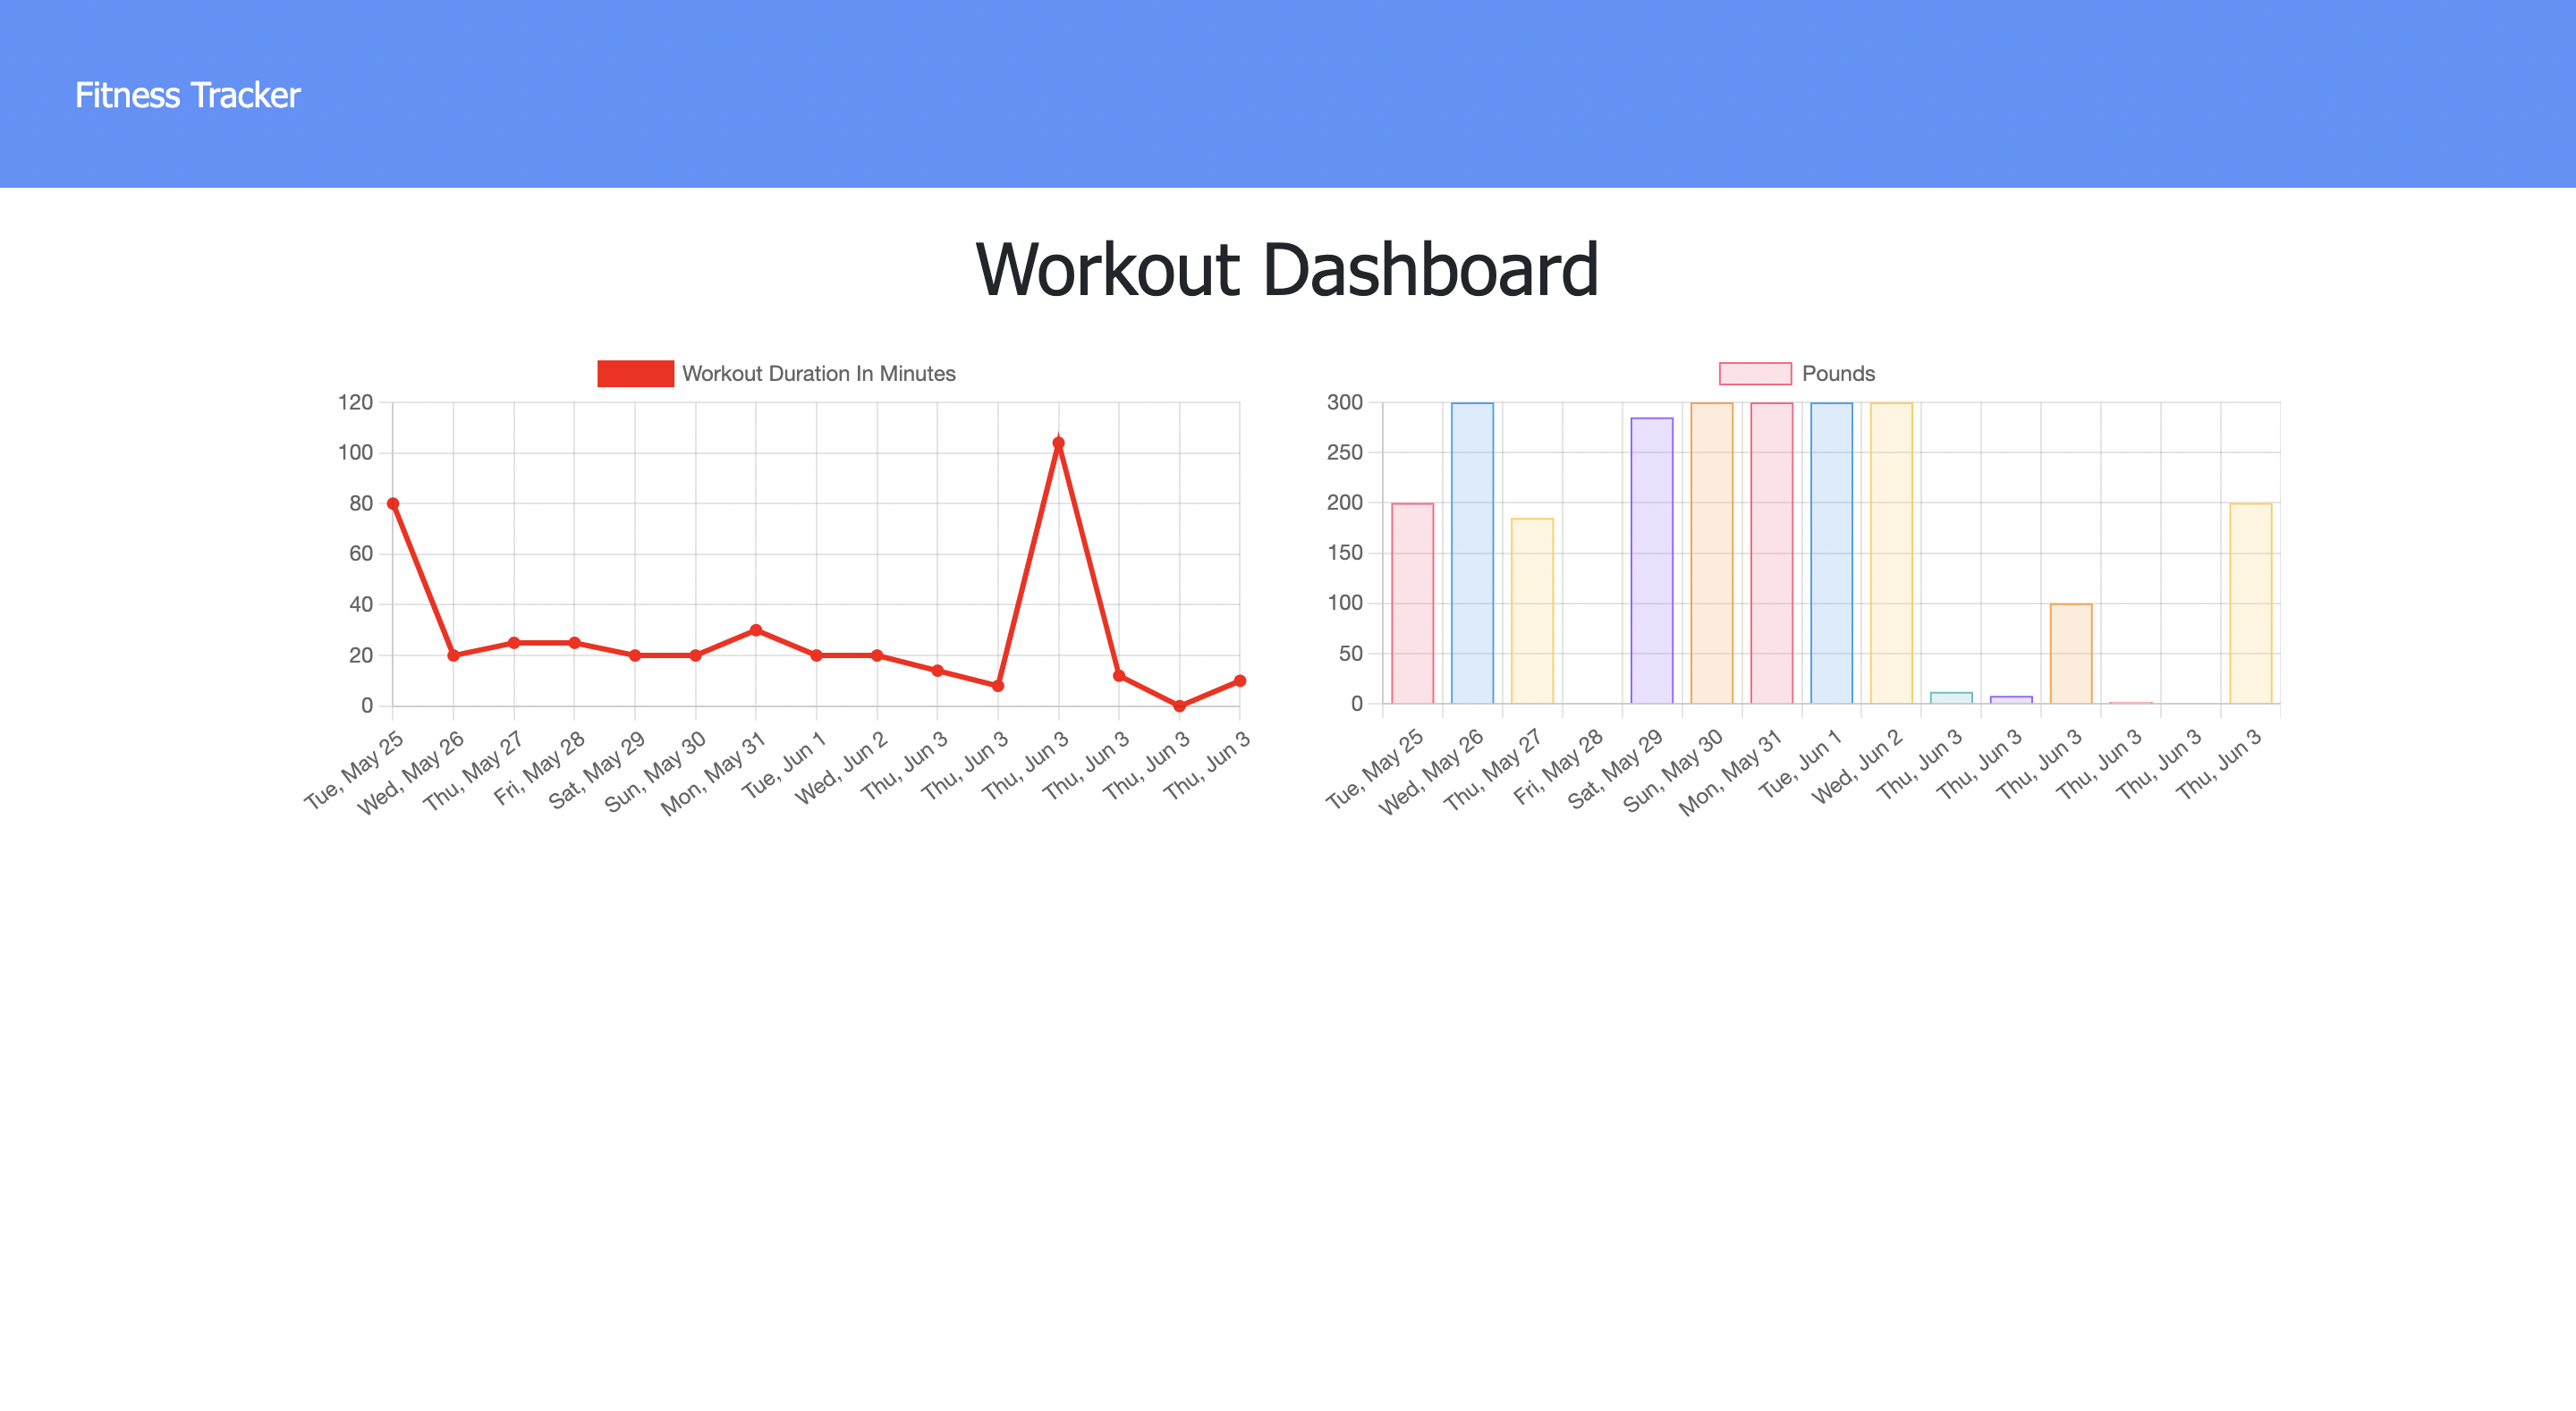 Fitness Tracker
Workout Dashboard
Workout Duration In Minutes
120
100
80
60
40
20
0
Tue, May 25
Wed, May 26
Thu, May 27
Fri, May 28
Sat, May 29
Sun, May 30
Mon, May 31
Tue, Jun 1
Wed, Jun 2
Thu, Jun 3
Thu, Jun 3
Thu, Jun 3
Thu, Jun 3
Thu, Jun 3
Thu, Jun 3
Pounds
300
250
200
150
100
50
0
Tue, May 25
Wed, May 26
Thu, May 27
Fri, May 28
Sat, May 29
Sun, May 30
Mon, May 31
Tue, Jun 1
Wed, Jun 2
Thu, Jun 3
Thu, Jun 3
Thu, Jun 3
Thu, Jun 3
Thu, Jun 3
Thu, Jun 3